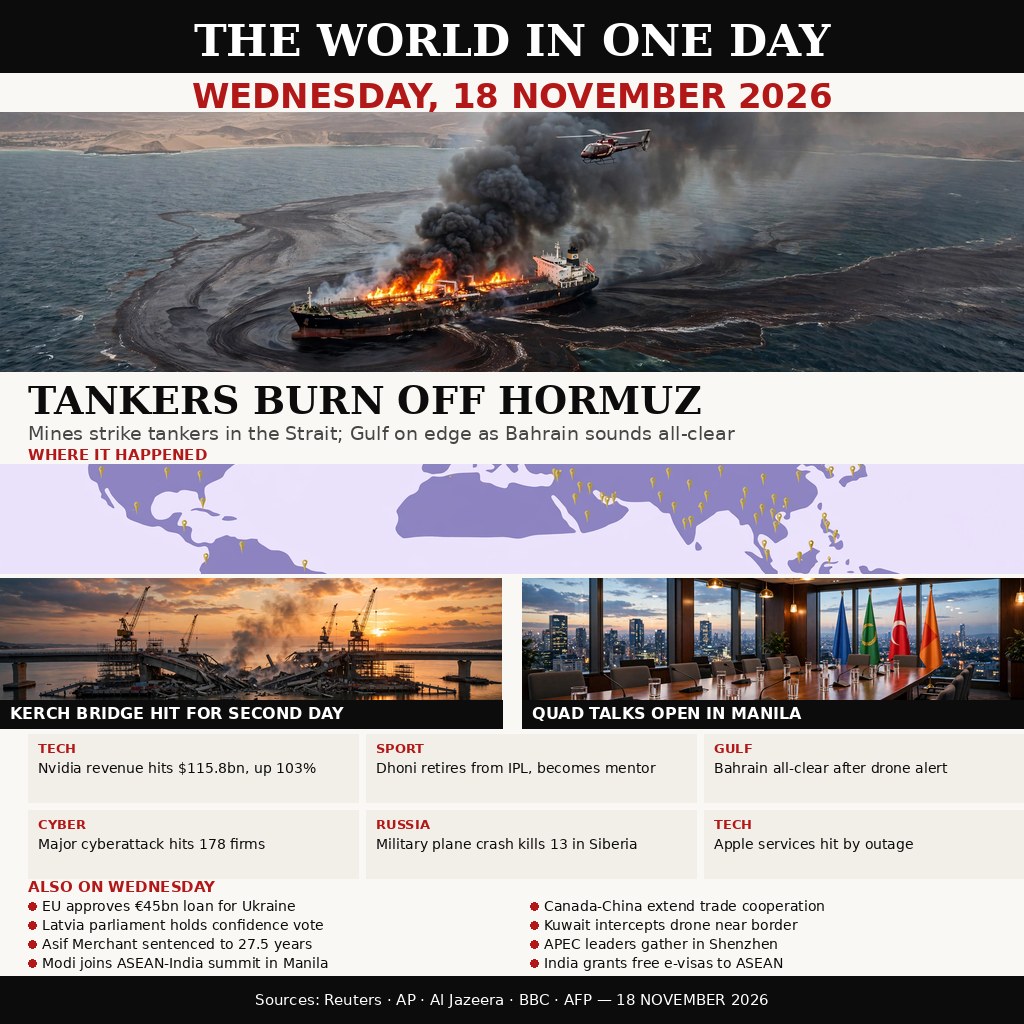 THE WORLD IN ONE DAY
WEDNESDAY, 18 NOVEMBER 2026
TANKERS BURN OFF HORMUZ
Mines strike tankers in the Strait; Gulf on edge as Bahrain sounds all-clear
WHERE IT HAPPENED
KERCH BRIDGE HIT FOR SECOND DAY
QUAD TALKS OPEN IN MANILA
TECH
Nvidia revenue hits $115.8bn, up 103%
SPORT
Dhoni retires from IPL, becomes mentor
GULF
Bahrain all-clear after drone alert
CYBER
Major cyberattack hits 178 firms
RUSSIA
Military plane crash kills 13 in Siberia
TECH
Apple services hit by outage
ALSO ON WEDNESDAY
EU approves €45bn loan for Ukraine
Latvia parliament holds confidence vote
Asif Merchant sentenced to 27.5 years
Modi joins ASEAN-India summit in Manila
Canada-China extend trade cooperation
Kuwait intercepts drone near border
APEC leaders gather in Shenzhen
India grants free e-visas to ASEAN
Sources: Reuters · AP · Al Jazeera · BBC · AFP — 18 NOVEMBER 2026